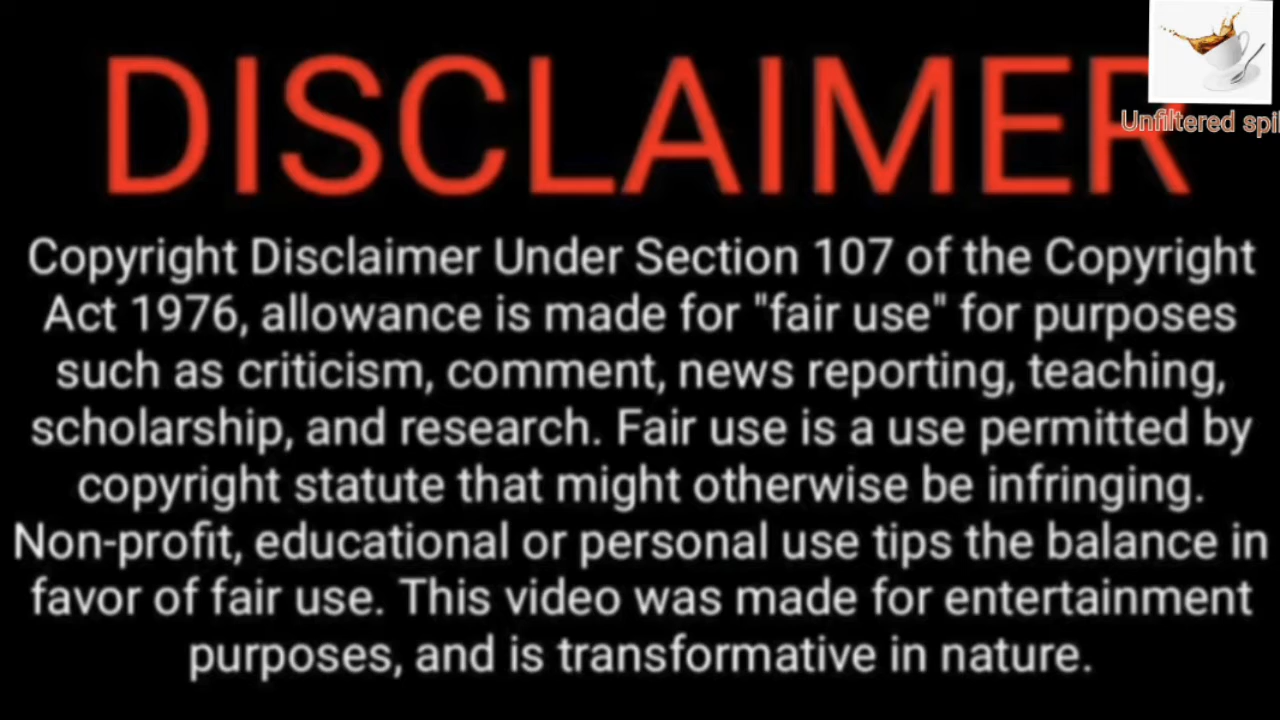 DISCLAIMER
Unfiltered spil
Copyright Disclaimer Under Section 107 of the Copyright
Act 1976, allowance is made for "fair use" for purposes
such as criticism, comment, news reporting, teaching,
scholarship, and research. Fair use is a use permitted by
copyright statute that might otherwise be infringing.
Non-profit, educational or personal use tips the balance in
favor of fair use. This video was made for entertainment
purposes, and is transformative in nature.